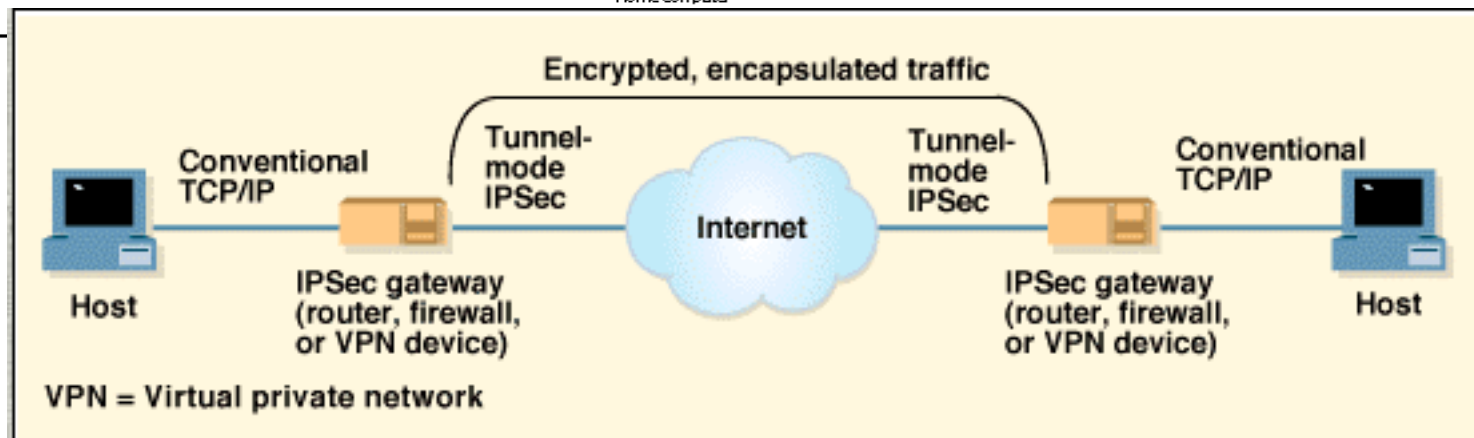 Encrypted, encapsulated traffic
Conventional
TCP/IP
Tunnel-
mode
IPSec
Internet
Tunnel-
mode
IPSec
Conventional
TCP/IP
Host
IPSec gateway
(router, firewall,
or VPN device)
IPSec gateway
(router, firewall,
or VPN device)
Host
VPN = Virtual private network